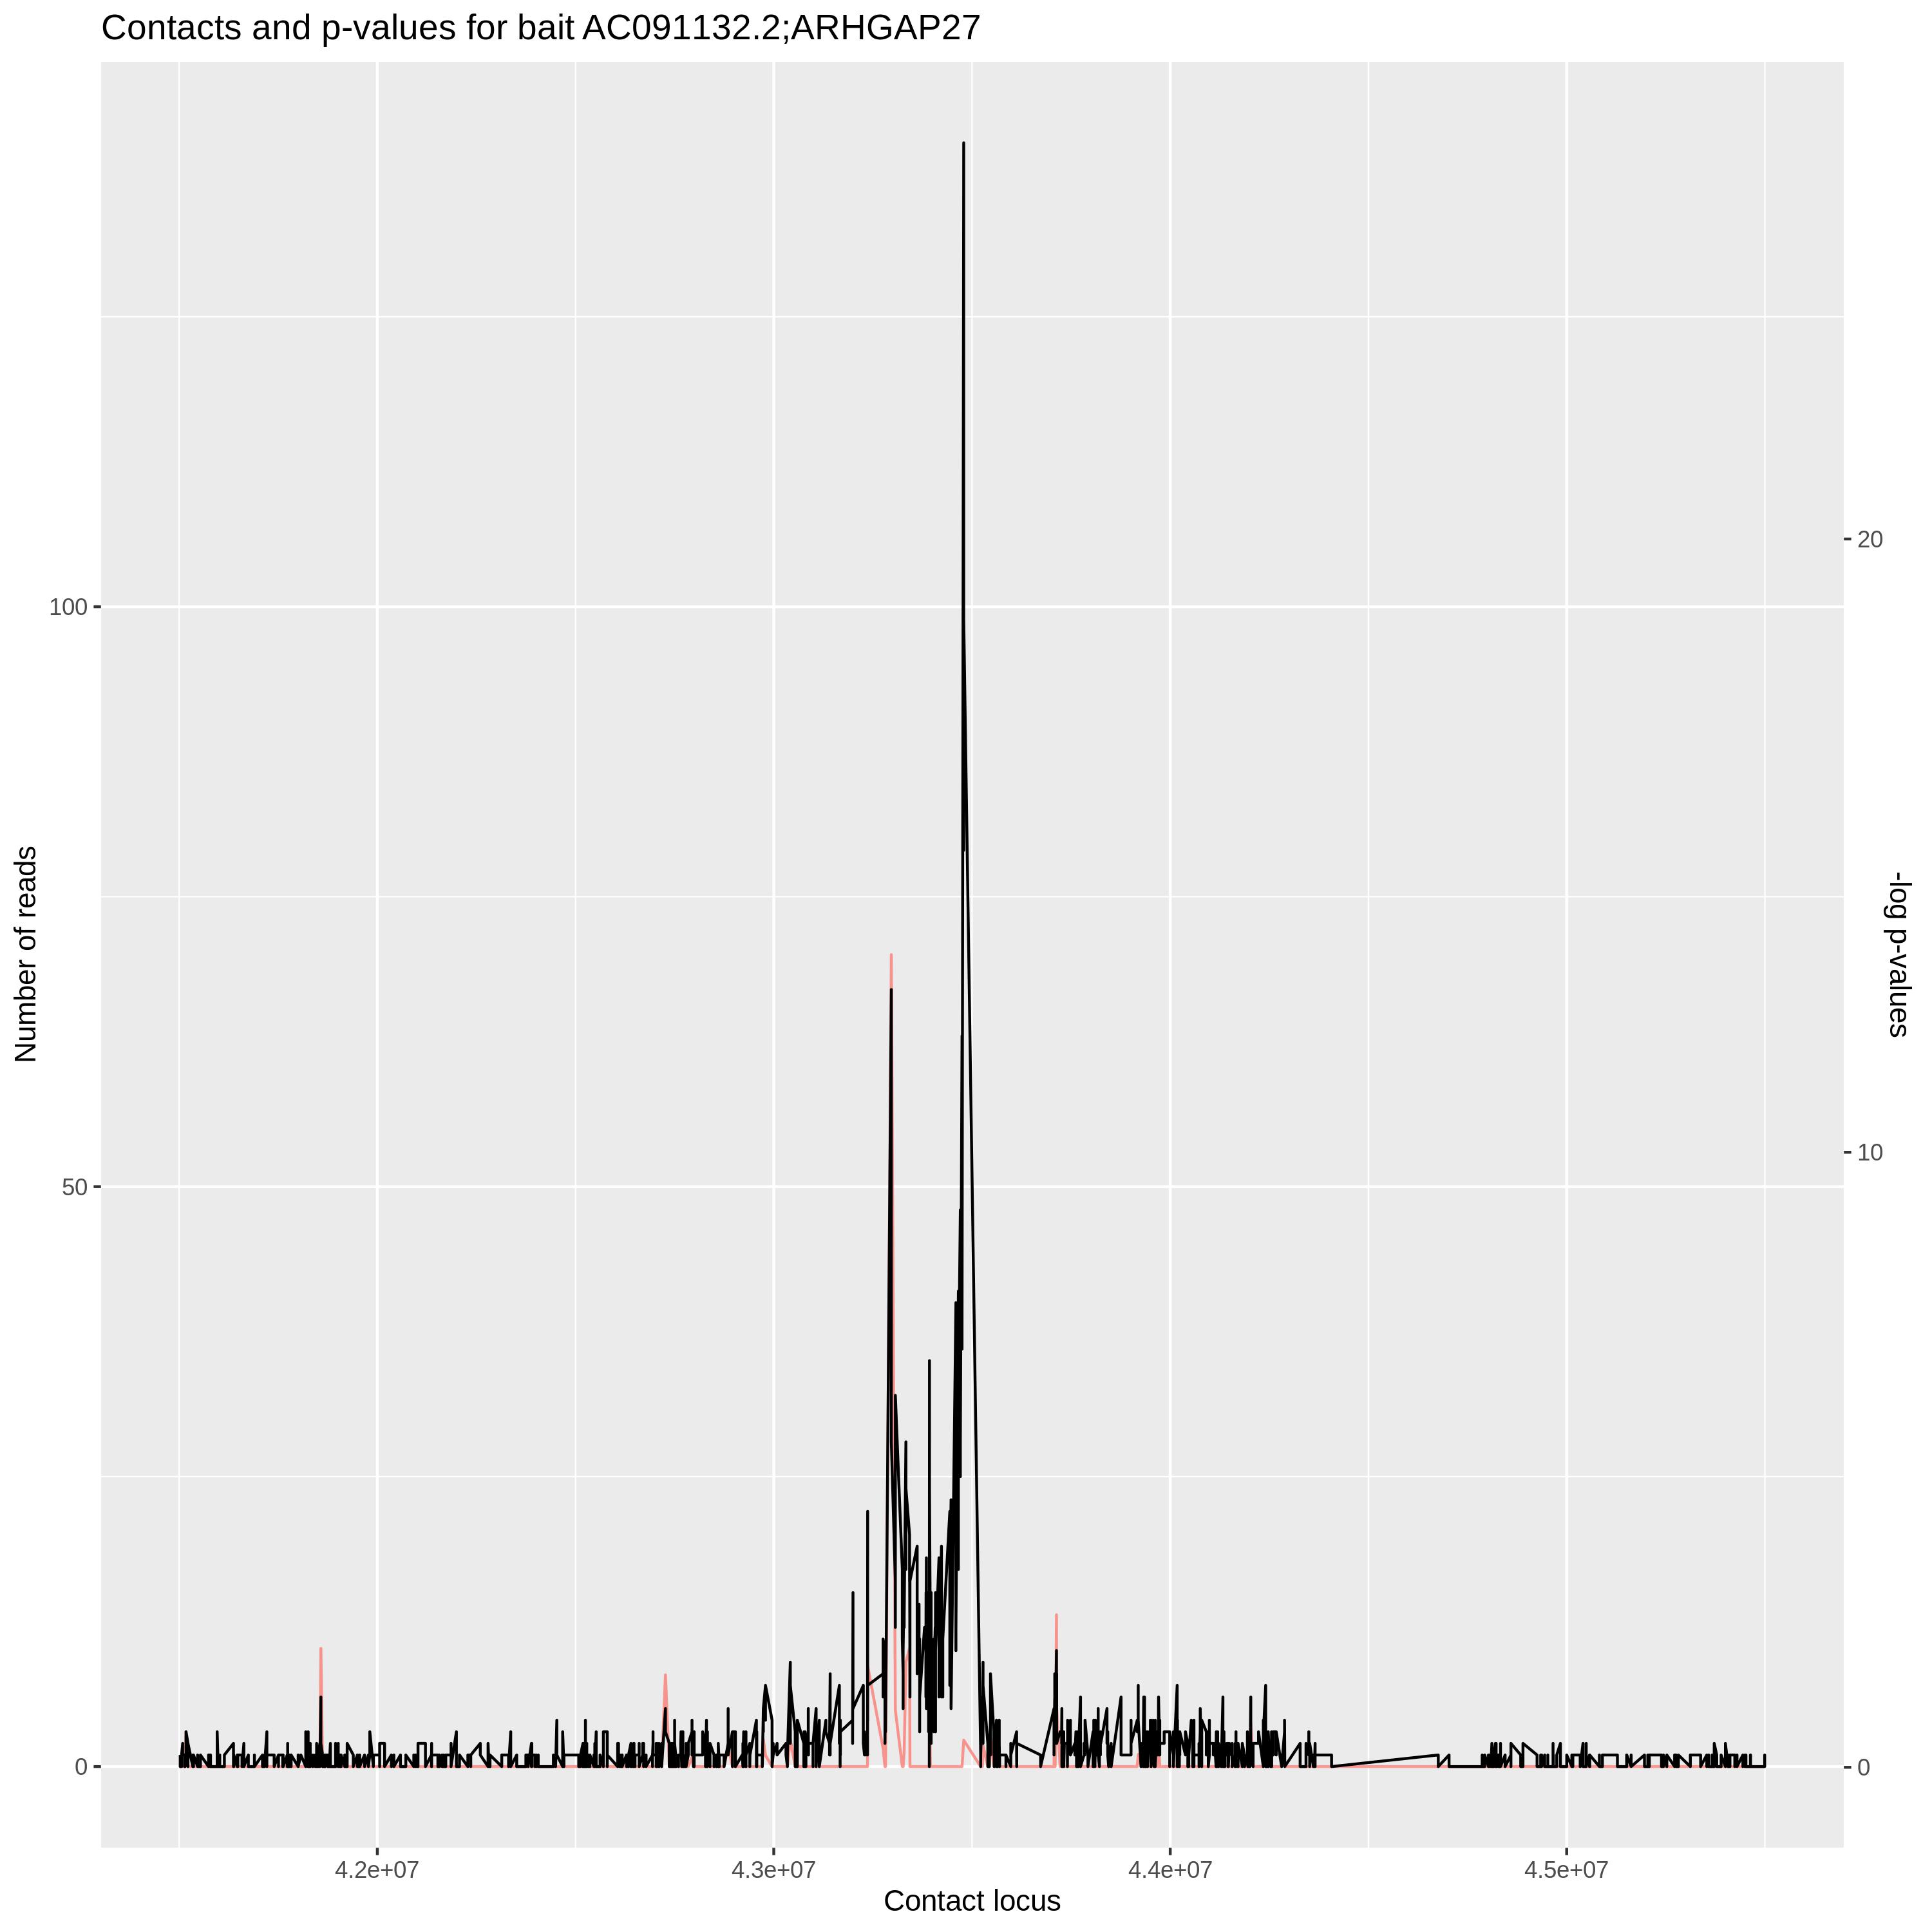 Contacts and p-values for bait AC091132.2;ARHGAP27
Number of reads
100
50
0
20
10
0
-log p-values
4.2e+07
4.3e+07
4.4e+07
4.5e+07
Contact locus